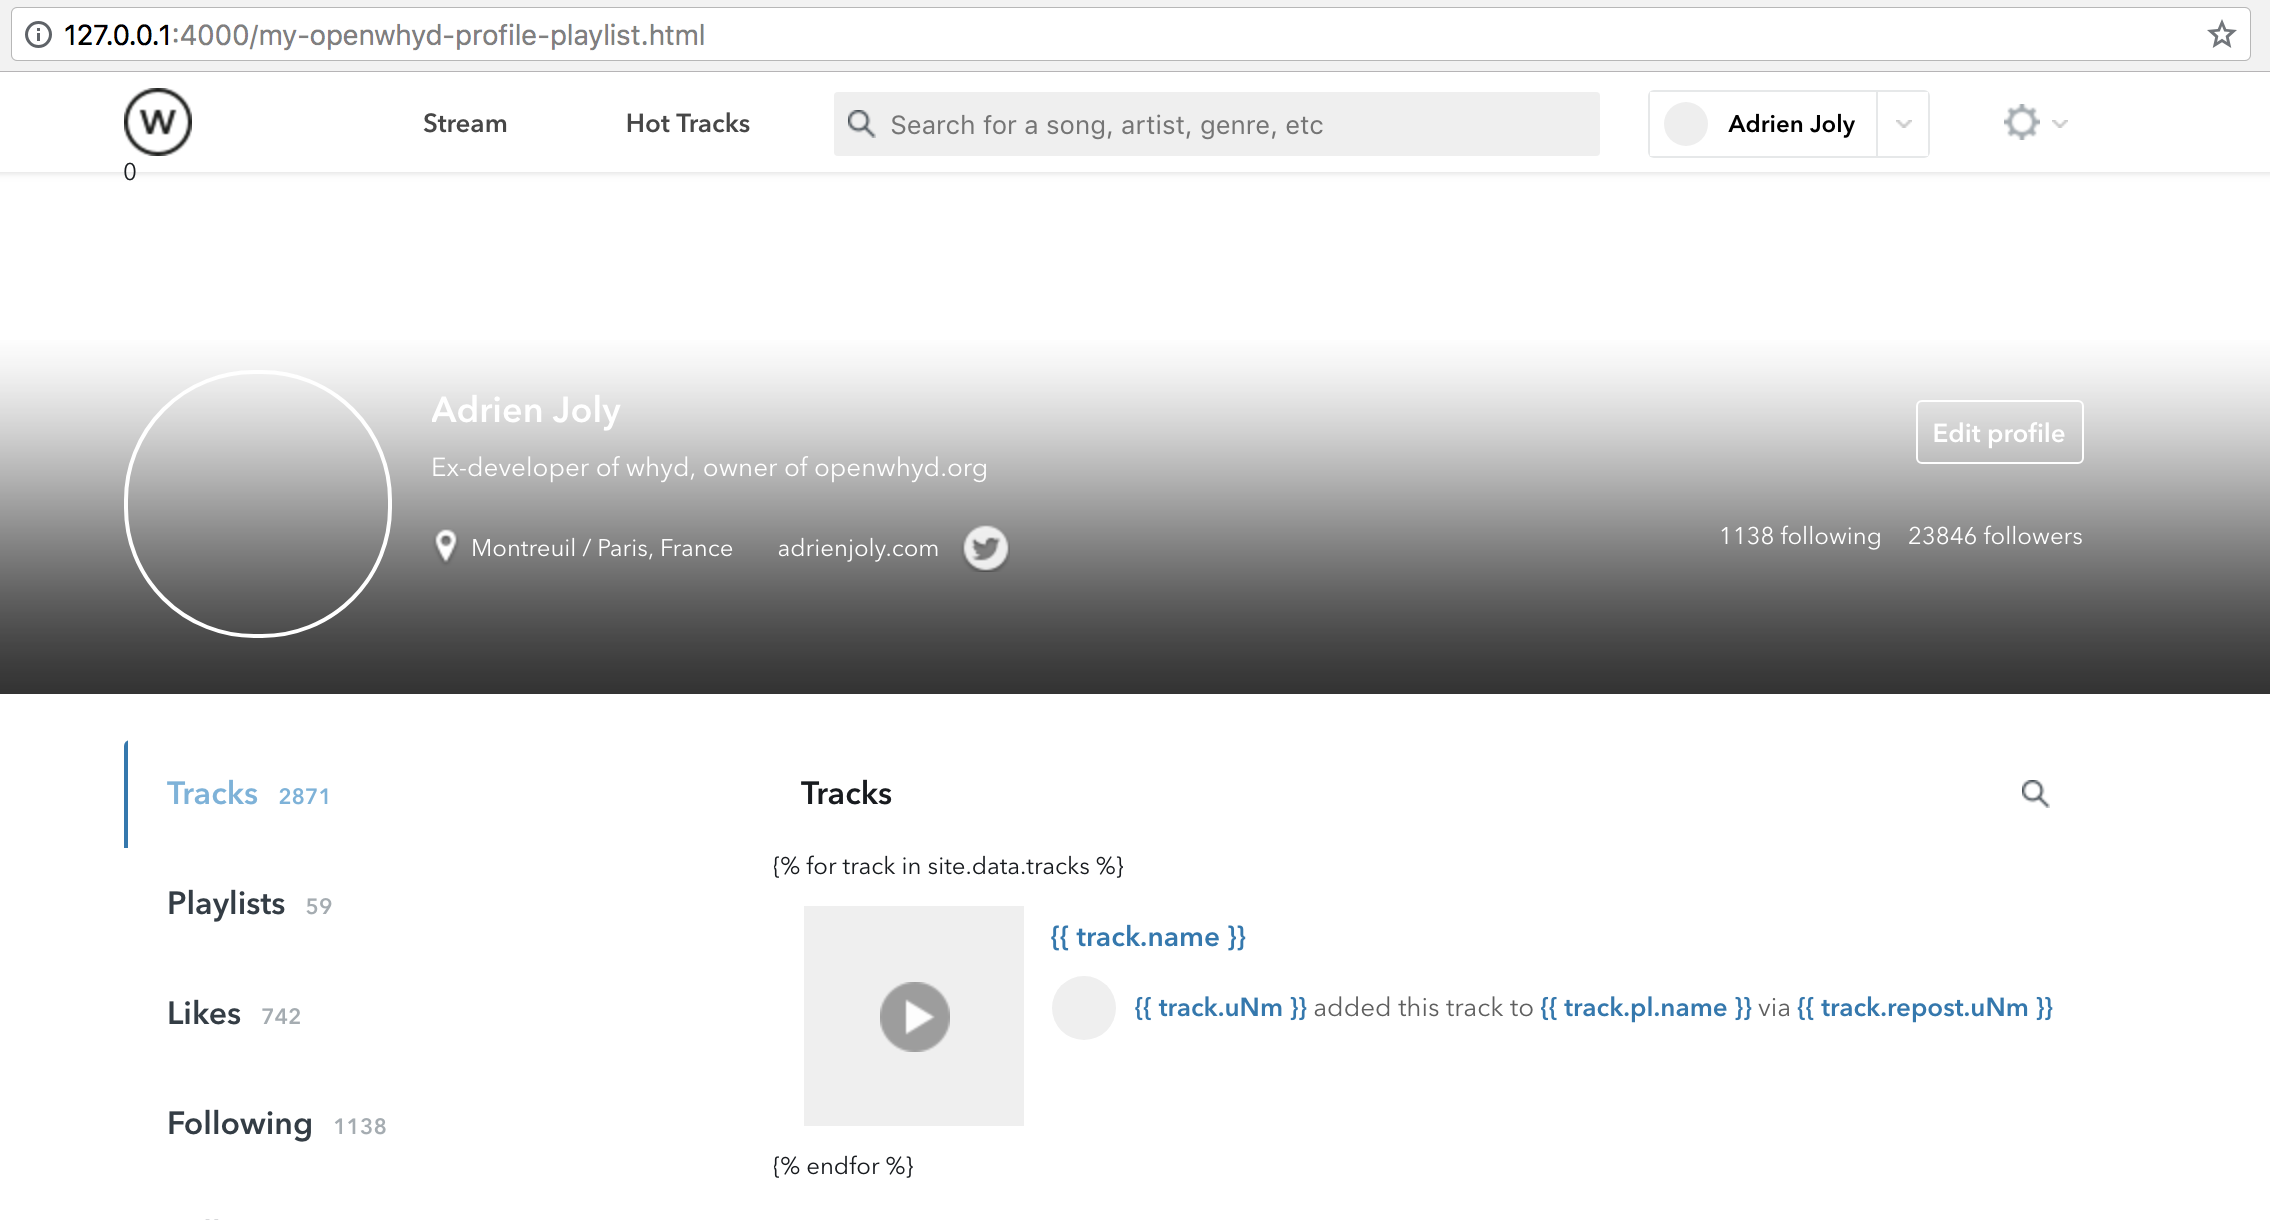 127.0.0.1:4000/my-openwhyd-profile-playlist.html
W
Stream
Hot Tracks
Search for a song, artist, genre, etc
Adrien Joly
0
Adrien Joly
Edit profile
Ex-developer of whyd, owner of openwhyd.org
Montreuil / Paris, France
adrienjoly.com
1138 following
23846 followers
Tracks 2871
Playlists 59
Likes 742
Following 1138
Tracks
{% for track in site.data.tracks %}
{{ track.name }}
{{ track.uNm }} added this track to {{ track.pl.name }} via {{ track.repost.uNm }}
{% endfor %}